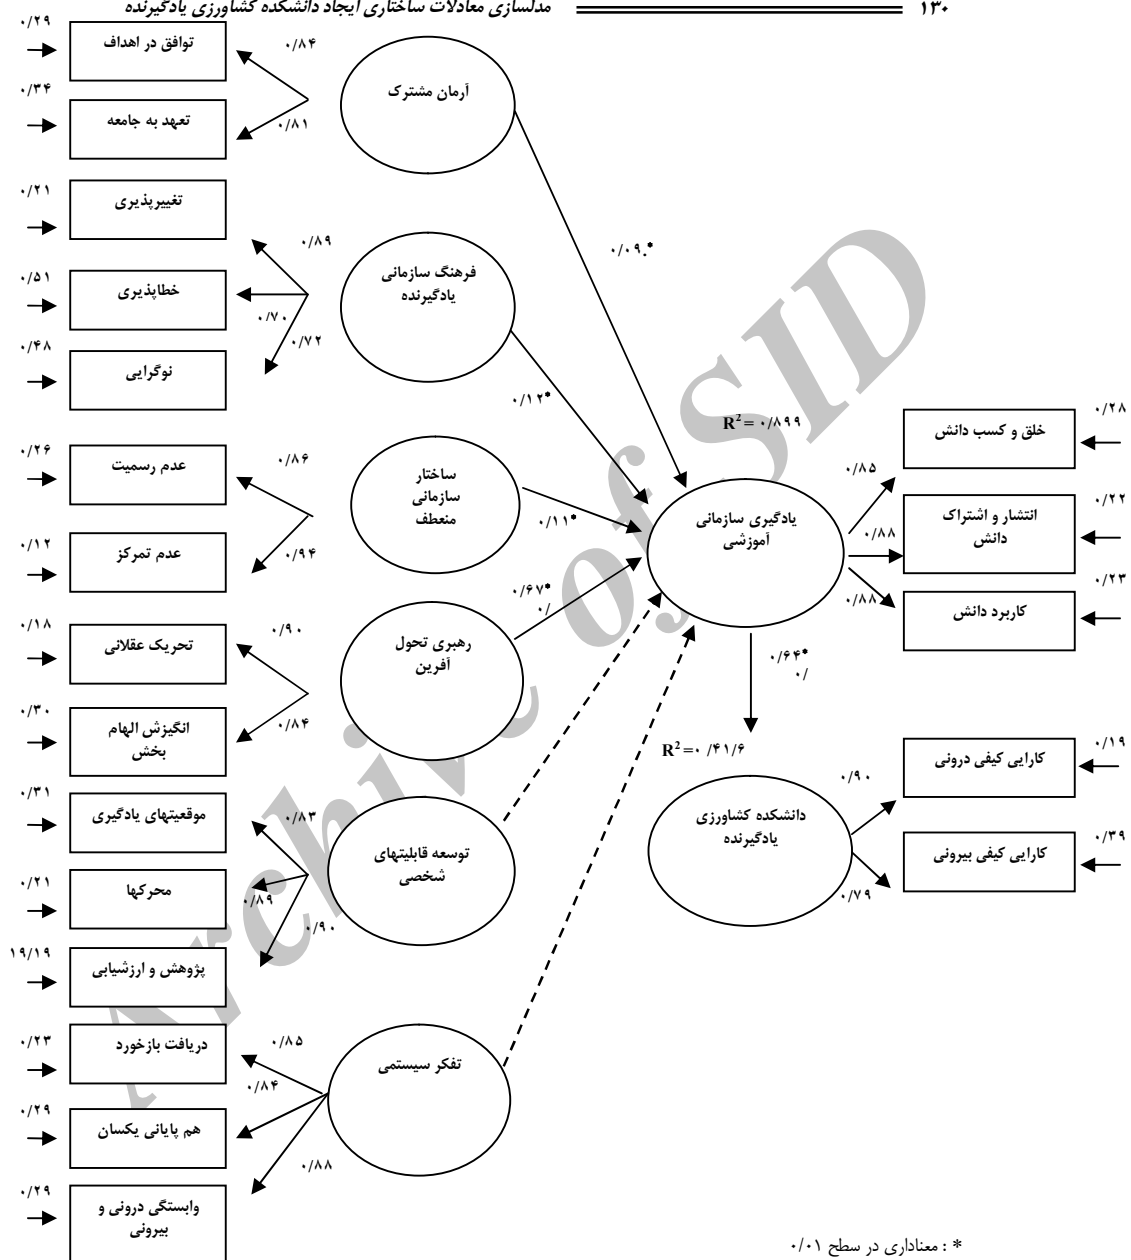 ۱۳۰ مدلسازی معادلات ساختاری ایجاد دانشکده کشاورزی یادگیرنده
۰/۲۹
توافق در اهداف
۰/۸۴
آرمان مشترک
۰/۳۴
تعهد به جامعه
۰/۸۱
۰/۲۱
تغییرپذیری
۰/۸۹
۰/۰۹.*
فرهنگ سازمانی
یادگیرنده
۰/۵۱
خطاپذیری
۰/۷۰
۰/۷۲
۰/۴۸
نوگرایی
۰/۱۲*
R² = ۰/۸۹۹
۰/۲۸
خلق و کسب دانش
۰/۸۵
۰/۲۶
عدم رسمیت
۰/۸۶
ساختار
سازمانی
منعطف
۰/۱۱*
یادگیری سازمانی
آموزشی
۰/۲۲
انتشار و اشتراک
دانش
۰/۸۸
۰/۱۲
عدم تمرکز
۰/۹۴
۰/۶۷*
۰/
۰/۲۳
کاربرد دانش
۰/۸۸
۰/۱۸
تحریک عقلانی
۰/۹۰
رهبری تحول
آفرین
۰/۶۴*
۰/
۰/۳۰
انگیزش الهام
بخش
۰/۸۴
R² =۰ /۴۱/۶
۰/۱۹
کارایی کیفی درونی
۰/۹۰
۰/۳۱
موقعیتهای یادگیری
۰/۸۳
توسعه قابلیتهای
شخصی
دانشکده کشاورزی
یادگیرنده
۰/۳۹
کارایی کیفی بیرونی
۰/۷۹
۰/۲۱
محرکها
۰/۸۹
۰/۹۰
۱۹/۱۹
پژوهش و ارزشیابی
۰/۲۳
دریافت بازخورد
۰/۸۵
تفکر سیستمی
۰/۸۴
۰/۲۹
هم پایانی یکسان
۰/۸۸
۰/۲۹
وابستگی درونی و
بیرونی
* : معناداری در سطح ۰/۰۱
Archive of SID